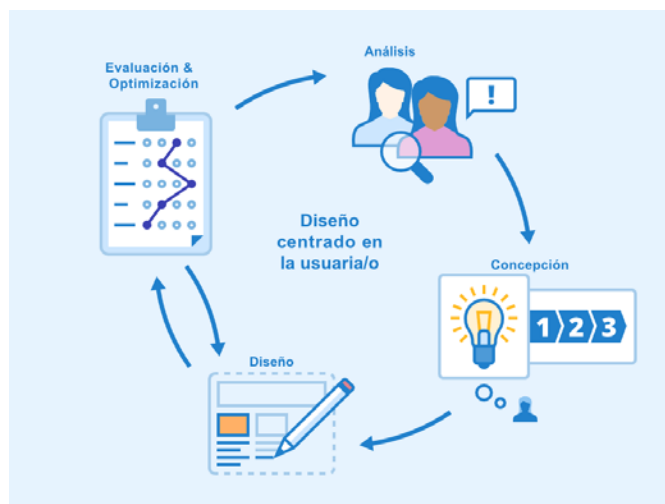 Evaluación &
Optimización
Análisis
!
Diseño
centrado en
la usuaria/o
Concepción
1 2 3
Diseño